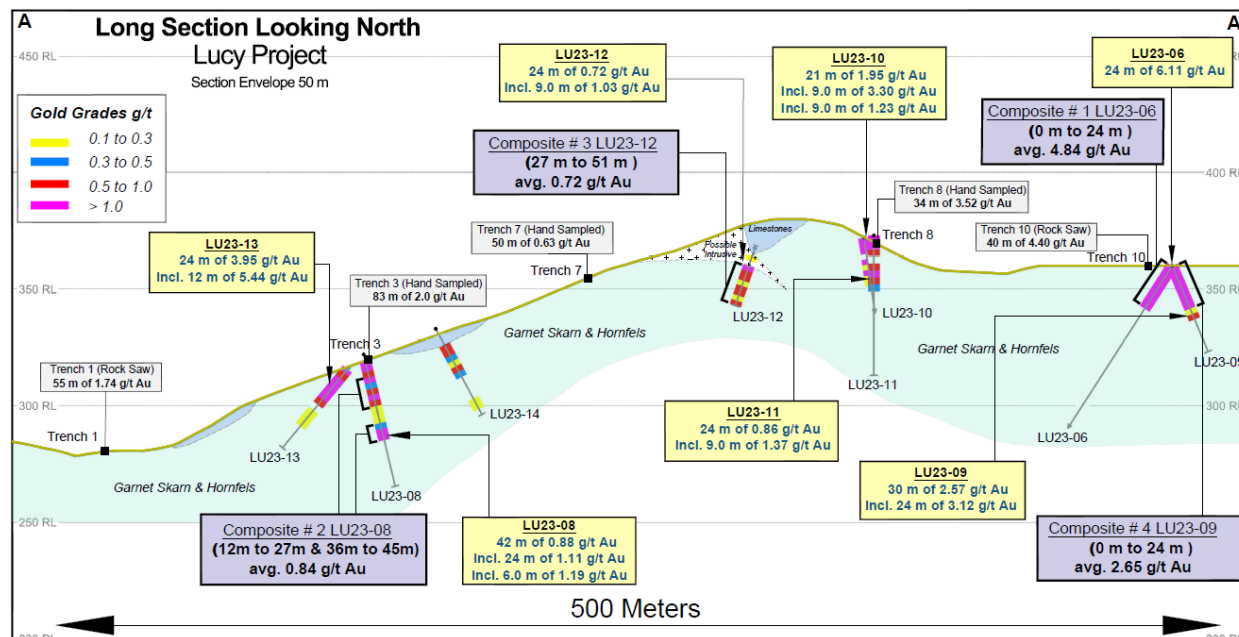 A
Long Section Looking North
Lucy Project
Section Envelope 50 m
A
450 RL
450 RL
400 RL
350 RL
350 RL
300 RL
300 RL
250 RL
250 RL
Gold Grades g/t
0.1 to 0.3
0.3 to 0.5
0.5 to 1.0
> 1.0
LU23-12
24 m of 0.72 g/t Au
Incl. 9.0 m of 1.03 g/t Au
LU23-10
21 m of 1.95 g/t Au
Incl. 9.0 m of 3.30 g/t Au
Incl. 9.0 m of 1.23 g/t Au
LU23-06
24 m of 6.11 g/t Au
Composite # 3 LU23-12
(27 m to 51 m )
avg. 0.72 g/t Au
Composite # 1 LU23-06
(0 m to 24 m )
avg. 4.84 g/t Au
LU23-13
24 m of 3.95 g/t Au
Incl. 12 m of 5.44 g/t Au
Trench 7 (Hand Sampled)
50 m of 0.63 g/t Au
Trench 7
Trench 8 (Hand Sampled)
34 m of 3.52 g/t Au
Trench 8
Trench 10 (Rock Saw)
40 m of 4.40 g/t Au
Trench 10
Limestones
Possible
Intrusive
Trench 3 (Hand Sampled)
83 m of 2.0 g/t Au
Trench 3
Trench 1 (Rock Saw)
55 m of 1.74 g/t Au
Trench 1
Garnet Skarn & Hornfels
Garnet Skarn & Hornfels
Garnet Skarn & Hornfels
LU23-12
LU23-10
LU23-11
LU23-09
LU23-06
LU23-14
LU23-13
LU23-08
LU23-11
24 m of 0.86 g/t Au
Incl. 9.0 m of 1.37 g/t Au
LU23-09
30 m of 2.57 g/t Au
Incl. 24 m of 3.12 g/t Au
Composite # 2 LU23-08
(12m to 27m & 36m to 45m)
avg. 0.84 g/t Au
LU23-08
42 m of 0.88 g/t Au
Incl. 24 m of 1.11 g/t Au
Incl. 6.0 m of 1.19 g/t Au
Composite # 4 LU23-09
(0 m to 24 m )
avg. 2.65 g/t Au
500 Meters